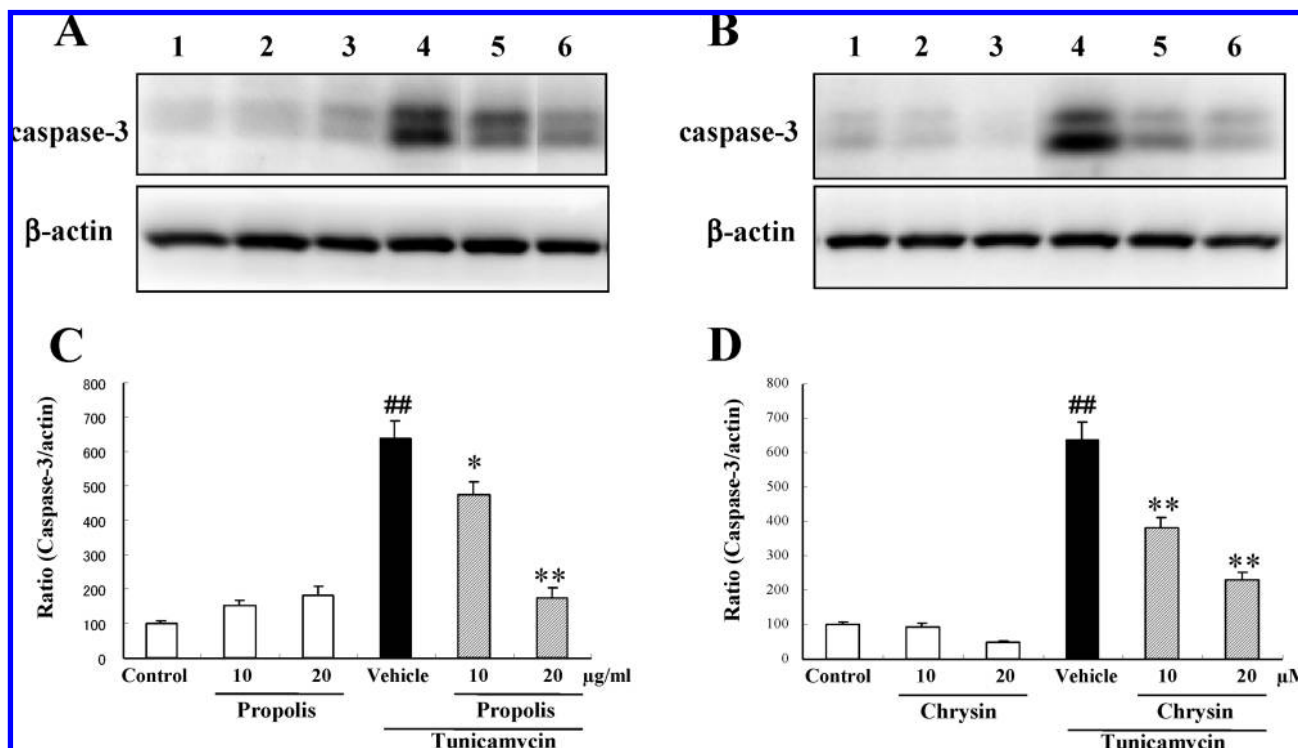 A B
1 2 3 4 5 6 1 2 3 4 5 6
caspase-3 caspase-3
β-actin β-actin
C D
Ratio (Caspase-3/actin)
800
700
600
500
400
300
200
100
0
##
*
**
Control 10 20 Vehicle 10 20 μg/ml
Propolis Propolis
Tunicamycin
Ratio (Caspase-3/actin)
800
700
600
500
400
300
200
100
0
##
**
**
Control 10 20 Vehicle 10 20 μM
Chrysin Chrysin
Tunicamycin